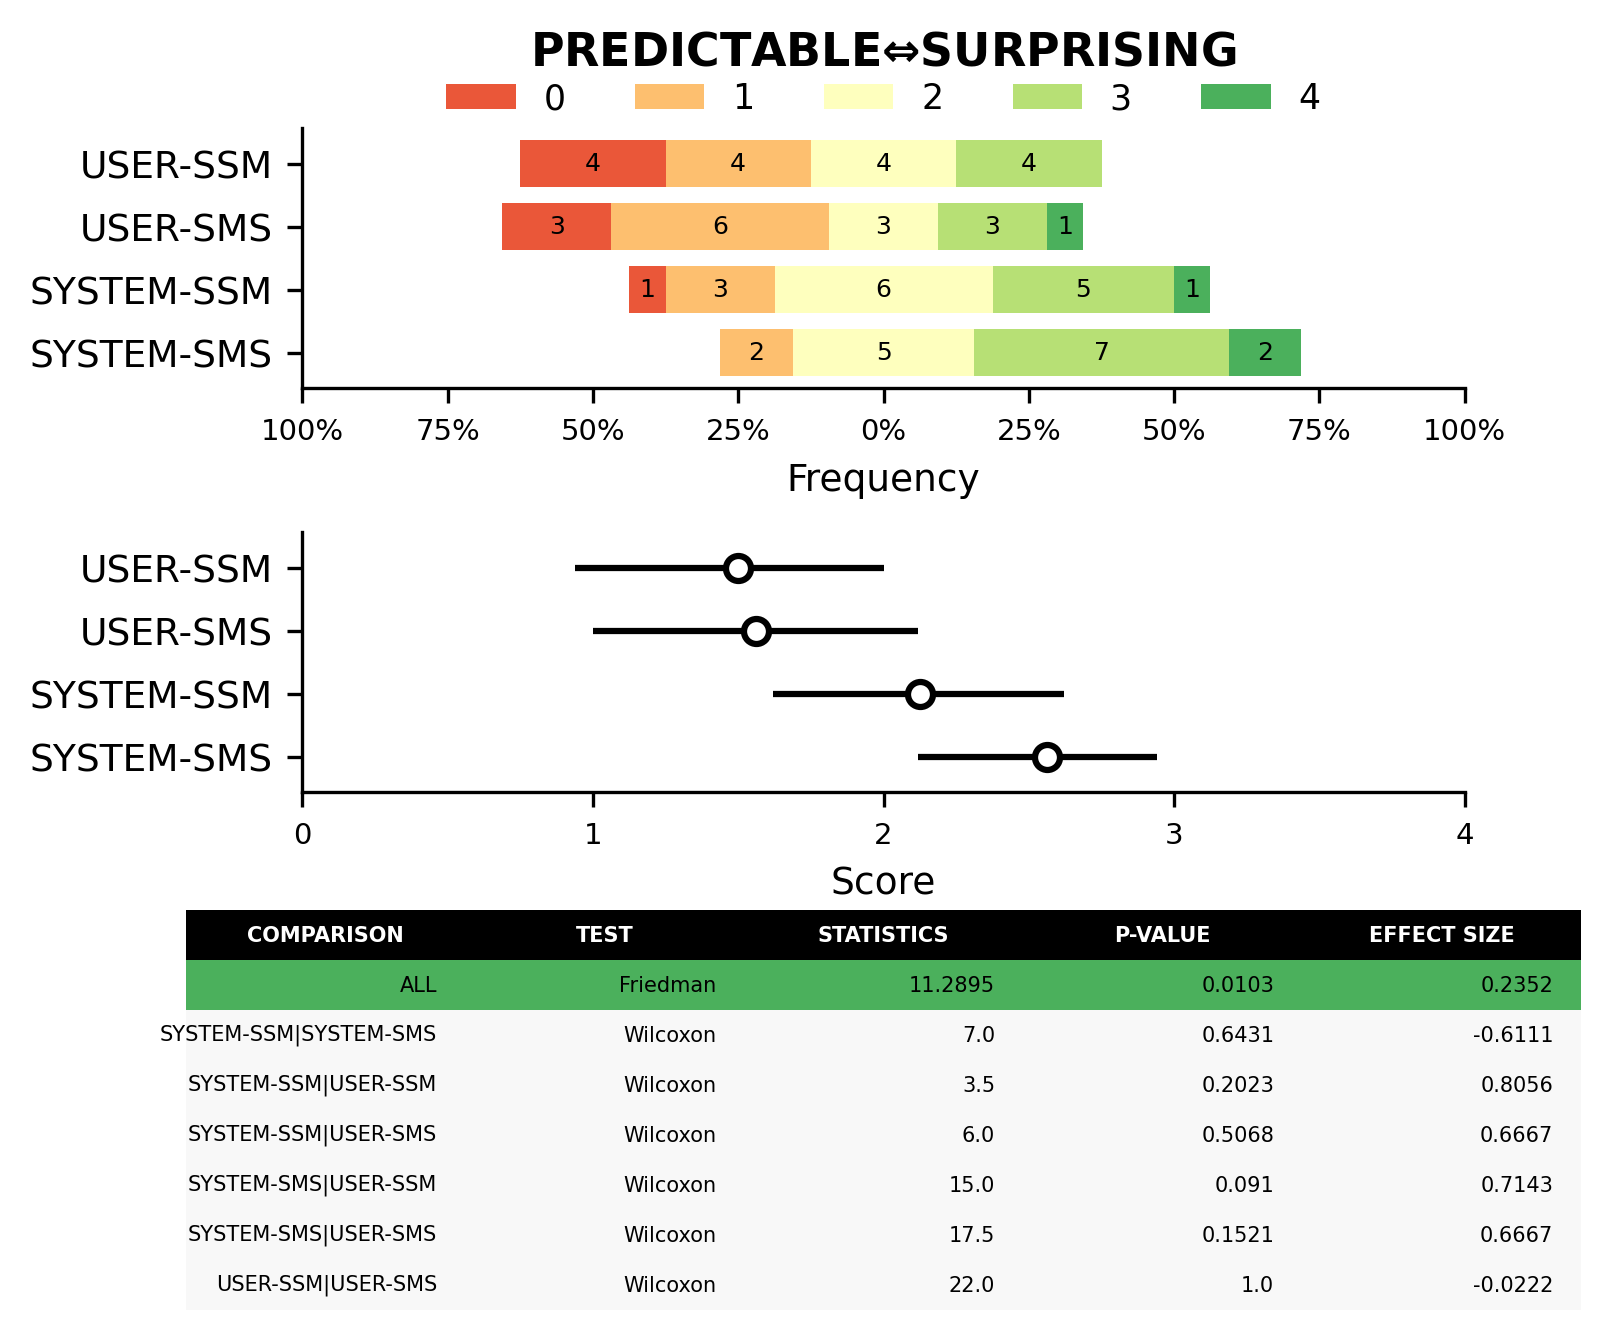 PREDICTABLE⇔SURPRISING
0 1 2 3 4
USER-SSM 4 4 4 4
USER-SMS 3 6 3 3 1
SYSTEM-SSM 1 3 6 5 1
SYSTEM-SMS 2 5 7 2
100% 75% 50% 25% 0% 25% 50% 75% 100%
Frequency
USER-SSM
USER-SMS
SYSTEM-SSM
SYSTEM-SMS
0 1 2 3 4
Score
COMPARISON TEST STATISTICS P-VALUE EFFECT SIZE
ALL Friedman 11.2895 0.0103 0.2352
SYSTEM-SSM|SYSTEM-SMS Wilcoxon 7.0 0.6431 -0.6111
SYSTEM-SSM|USER-SSM Wilcoxon 3.5 0.2023 0.8056
SYSTEM-SSM|USER-SMS Wilcoxon 6.0 0.5068 0.6667
SYSTEM-SMS|USER-SSM Wilcoxon 15.0 0.091 0.7143
SYSTEM-SMS|USER-SMS Wilcoxon 17.5 0.1521 0.6667
USER-SSM|USER-SMS Wilcoxon 22.0 1.0 -0.0222